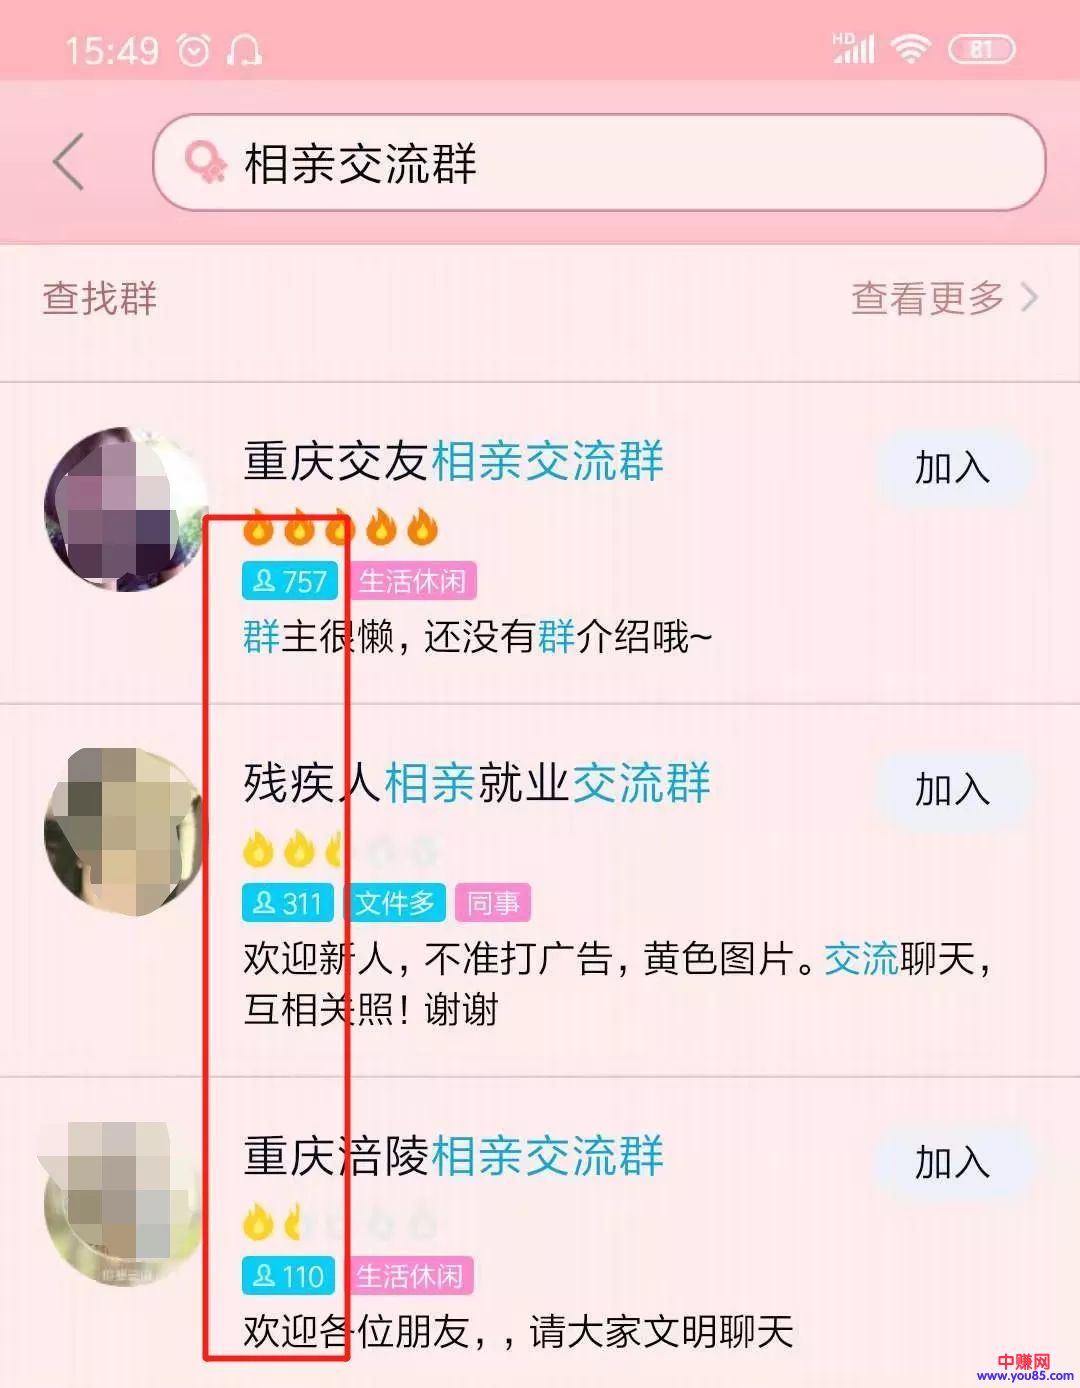 15:49 HD 81
相亲交流群
查找群 查看更多
重庆交友相亲交流群 加入
757 生活休闲
群主很懒，还没有群介绍哦~
残疾人相亲就业交流群 加入
311 文件多 同事
欢迎新人，不准打广告，黄色图片。交流聊天，
互相关照！谢谢
重庆涪陵相亲交流群 加入
110 生活休闲
欢迎各位朋友，，请大家文明聊天
中赚网
www.you85.com